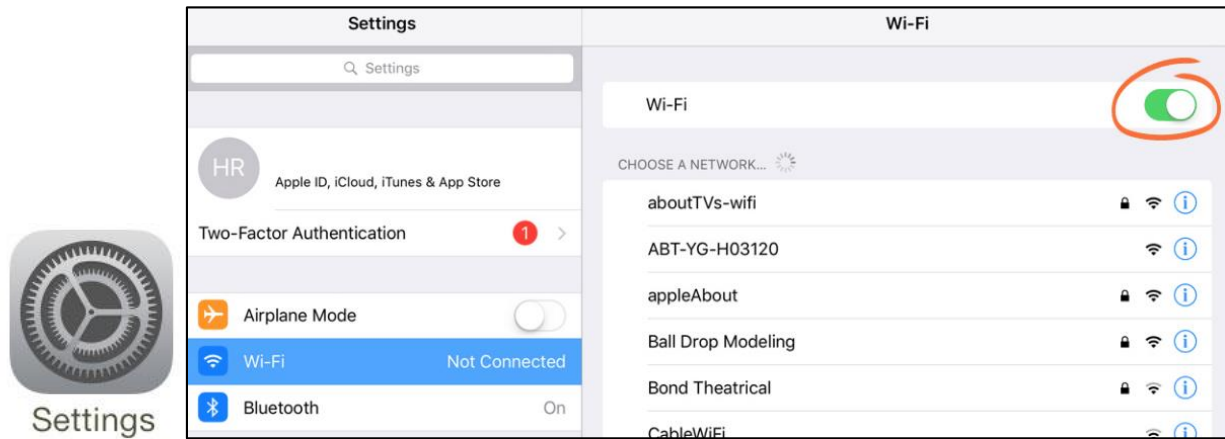 Settings
Wi-Fi
Settings
Wi-Fi
CHOOSE A NETWORK...
HR
Apple ID, iCloud, iTunes & App Store
aboutTVs-wifi
Two-Factor Authentication 1
ABT-YG-H03120
appleAbout
Airplane Mode
Ball Drop Modeling
Wi-Fi Not Connected
Bond Theatrical
Bluetooth On
CableWiFi
Settings